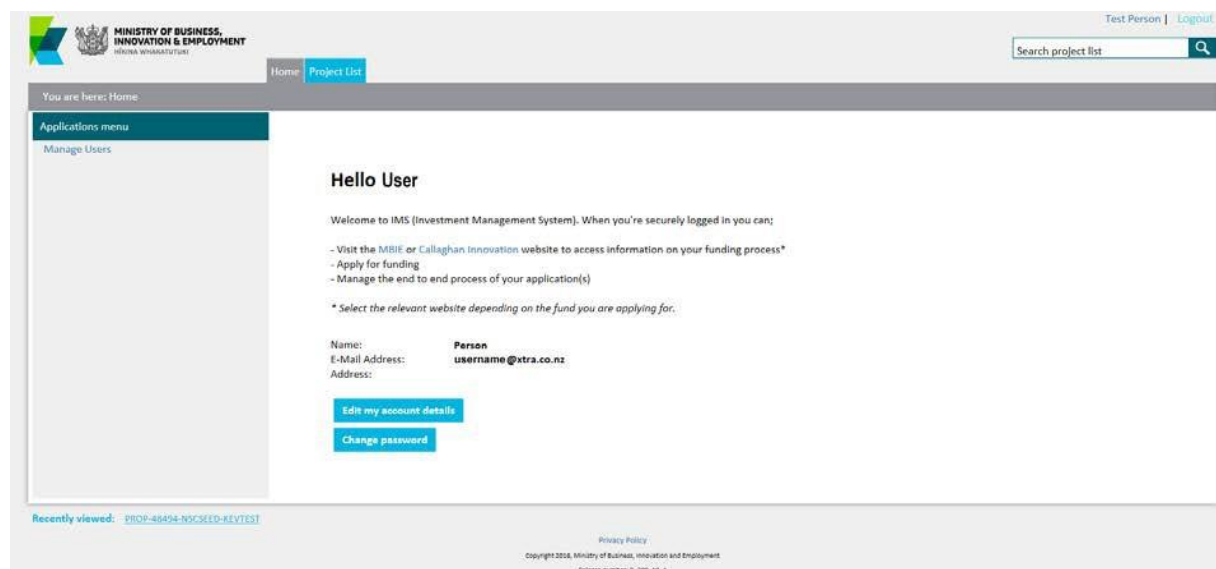 Test Person | Logout
MINISTRY OF BUSINESS,
INNOVATION & EMPLOYMENT
HĪKINA WHAKATUTUKI
Search project list
Home Project List
You are here: Home
Applications menu
Manage Users
Hello User
Welcome to IMS (Investment Management System). When you're securely logged in you can;
- Visit the MBIE or Callaghan Innovation website to access information on your funding process*
- Apply for funding
- Manage the end to end process of your application(s)
* Select the relevant website depending on the fund you are applying for.
Name: Person
E-Mail Address: username@xtra.co.nz
Address:
Edit my account details
Change password
Recently viewed: PROP-48494-NSCSEED-KEVTEST
Privacy Policy
Copyright 2016, Ministry of Business, Innovation and Employment